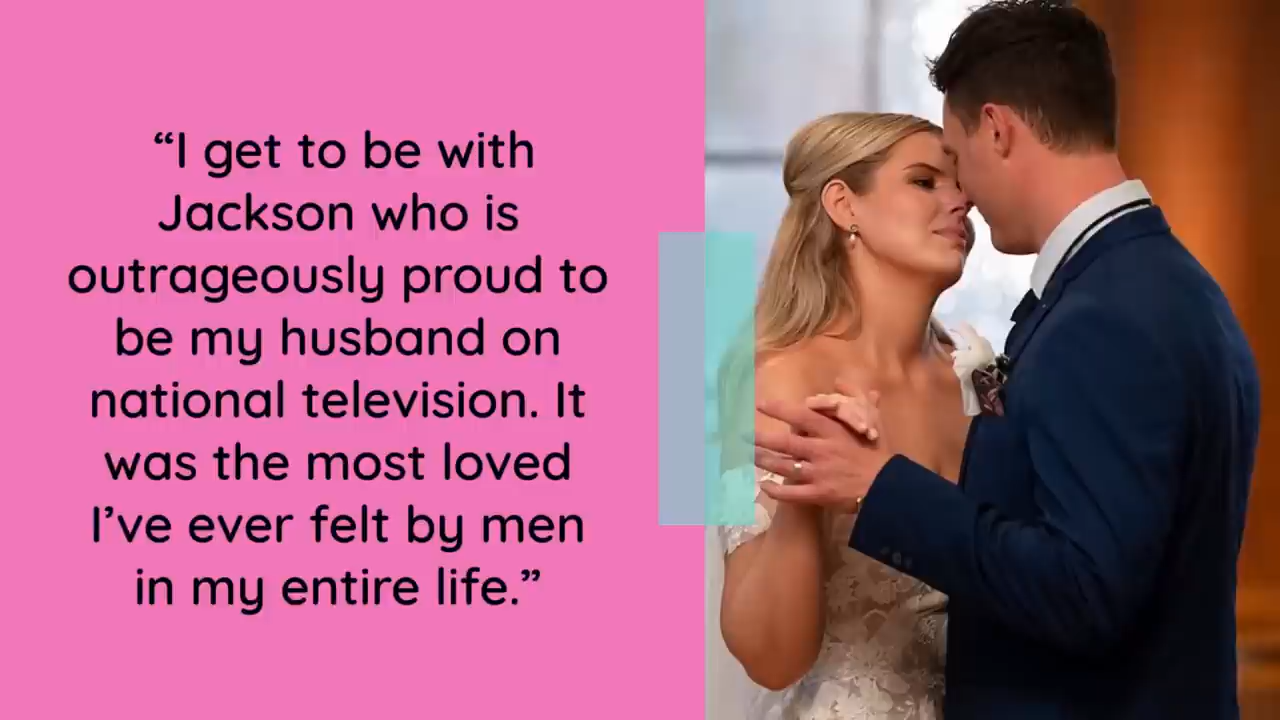 “I get to be with
Jackson who is
outrageously proud to
be my husband on
national television. It
was the most loved
I’ve ever felt by men
in my entire life.”